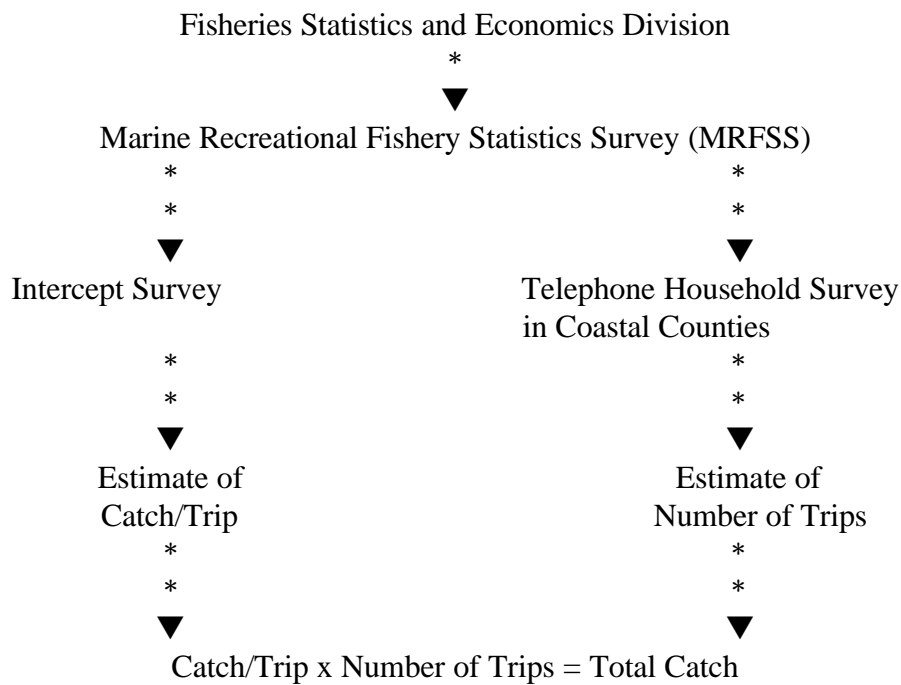 Fisheries Statistics and Economics Division
*
▼
Marine Recreational Fishery Statistics Survey (MRFSS)
* *
* *
▼ ▼
Intercept Survey Telephone Household Survey
in Coastal Counties
* *
* *
▼ ▼
Estimate of Estimate of
Catch/Trip Number of Trips
* *
* *
▼ ▼
Catch/Trip x Number of Trips = Total Catch